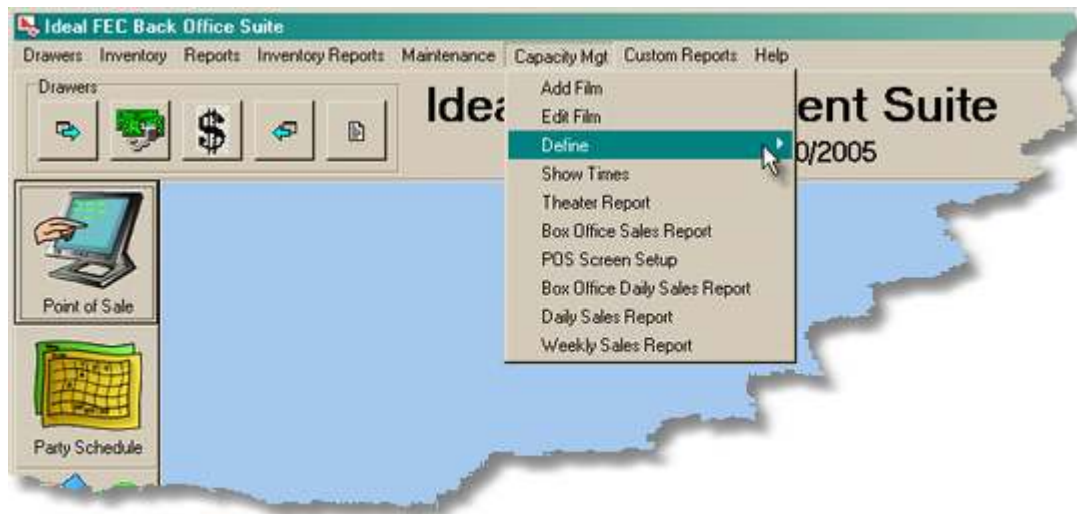 Ideal FEC Back Office Suite
Drawers Inventory Reports Inventory Reports Maintenance Capacity Mgt Custom Reports Help
Drawers
Add Film
Edit Film
Define
Show Times
Theater Report
Box Office Sales Report
POS Screen Setup
Box Office Daily Sales Report
Daily Sales Report
Weekly Sales Report
ent Suite
0/2005
Point of Sale
Party Schedule